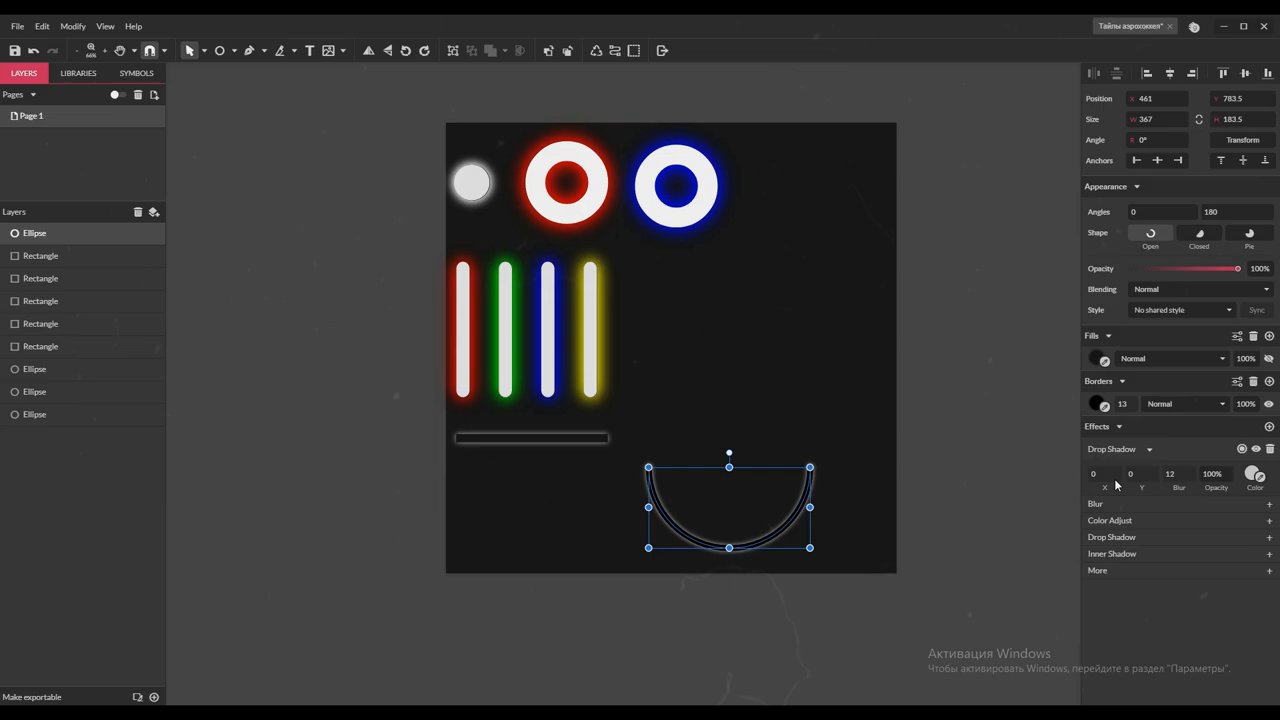 File Edit Modify View Help
Тайлы аэрохоккея*
66%
LAYERS LIBRARIES SYMBOLS
Pages
Page 1
Layers
Ellipse
Rectangle
Rectangle
Rectangle
Rectangle
Rectangle
Ellipse
Ellipse
Ellipse
Make exportable
Position X 461 Y 783.5
Size W 367 H 183.5
Angle R 0° Transform
Anchors
Appearance
Angles 0 180
Shape
Open Closed Pie
Opacity 100%
Blending Normal
Style No shared style Sync
Fills
Normal 100%
Borders
13 Normal 100%
Effects
Drop Shadow
0 0 12 100%
X Y Blur Opacity Color
Blur
Color Adjust
Drop Shadow
Inner Shadow
More
Активация Windows
Чтобы активировать Windows, перейдите в раздел "Параметры".